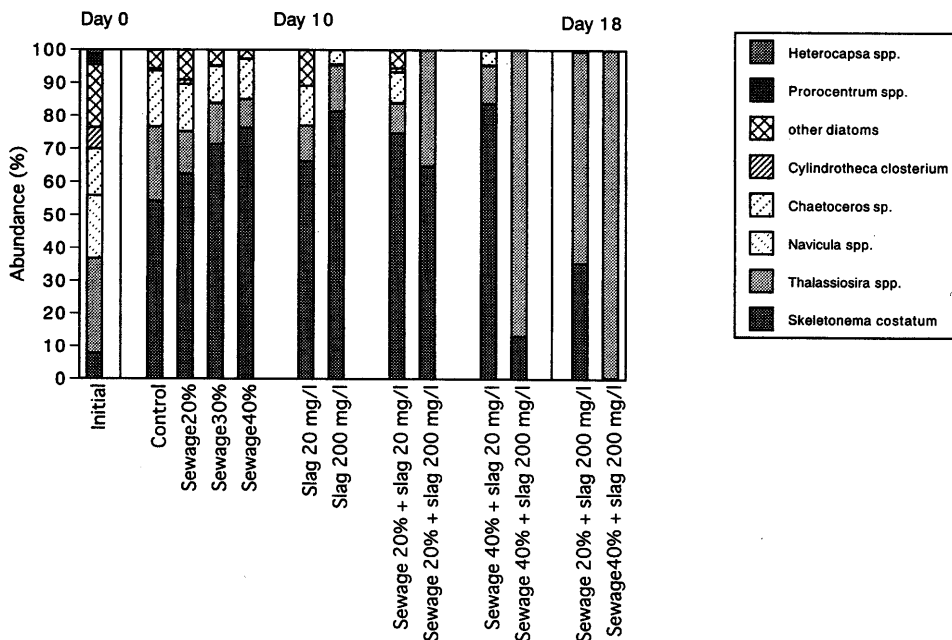 Day 0
Day 10
Day 18
Abundance (%)
100
90
80
70
60
50
40
30
20
10
0
Initial
Control
Sewage20%
Sewage30%
Sewage40%
Slag 20 mg/l
Slag 200 mg/l
Sewage 20% + slag 20 mg/l
Sewage 20% + slag 200 mg/l
Sewage 40% + slag 20 mg/l
Sewage 40% + slag 200 mg/l
Sewage 20% + slag 200 mg/l
Sewage40% + slag 200 mg/l
Heterocapsa spp.
Prorocentrum spp.
other diatoms
Cylindrotheca closterium
Chaetoceros sp.
Navicula spp.
Thalassiosira spp.
Skeletonema costatum